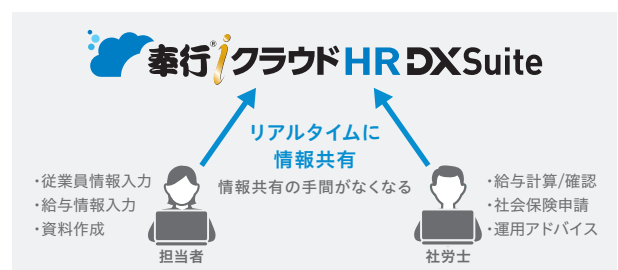 奉行®iクラウドHR DX Suite
リアルタイムに
情報共有
情報共有の手間がなくなる
・従業員情報入力
・給与情報入力
・資料作成
担当者
・給与計算/確認
・社会保険申請
・運用アドバイス
社労士